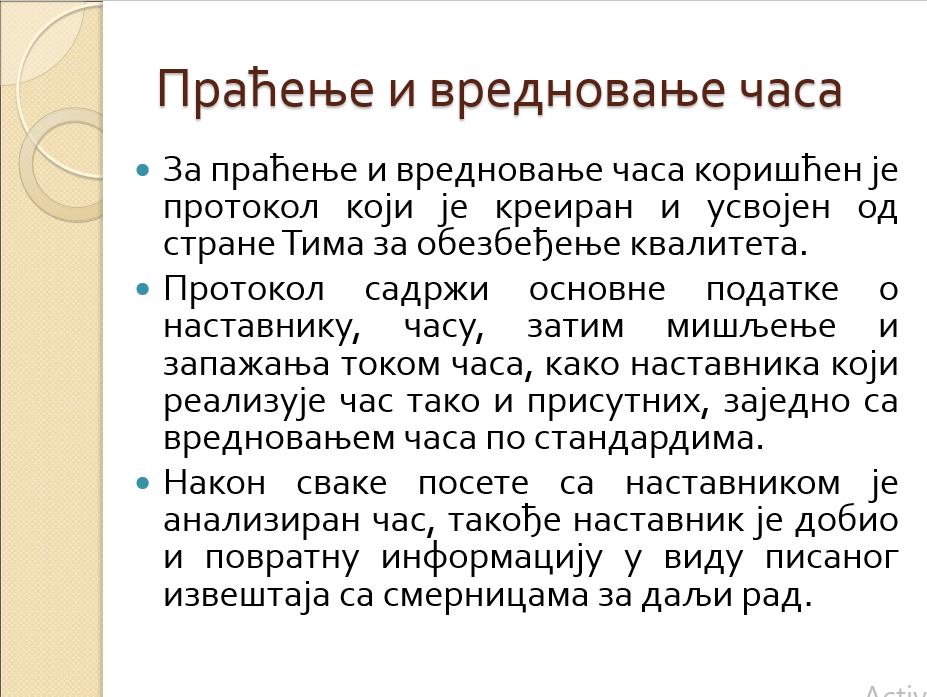 Праћење и вредновање часа
• За праћење и вредновање часа коришћен је
протокол који је креиран и усвојен од
стране Тима за обезбеђење квалитета.
• Протокол садржи основне податке о
наставнику, часу, затим мишљење и
запажања током часа, како наставника који
реализује час тако и присутних, заједно са
вредновањем часа по стандардима.
• Након сваке посете са наставником је
анализиран час, такође наставник је добио
и повратну информацију у виду писаног
извештаја са смерницама за даљи рад.